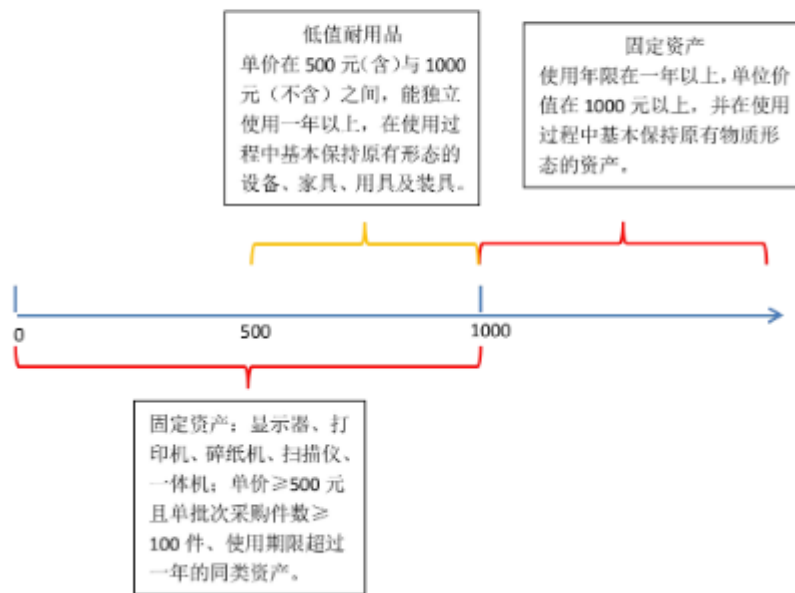 低值耐用品
单价在 500 元（含）与 1000
元（不含）之间，能独立
使用一年以上，在使用过
程中基本保持原有形态的
设备、家具、用具及装具。
固定资产
使用年限在一年以上，单位价
值在 1000 元以上，并在使用
过程中基本保持原有物质形
态的资产。
0
500
1000
固定资产：显示器、打
印机、碎纸机、扫描仪、
一体机；单价≥500 元
且单批次采购件数≥
100 件、使用期限超过
一年的同类资产。